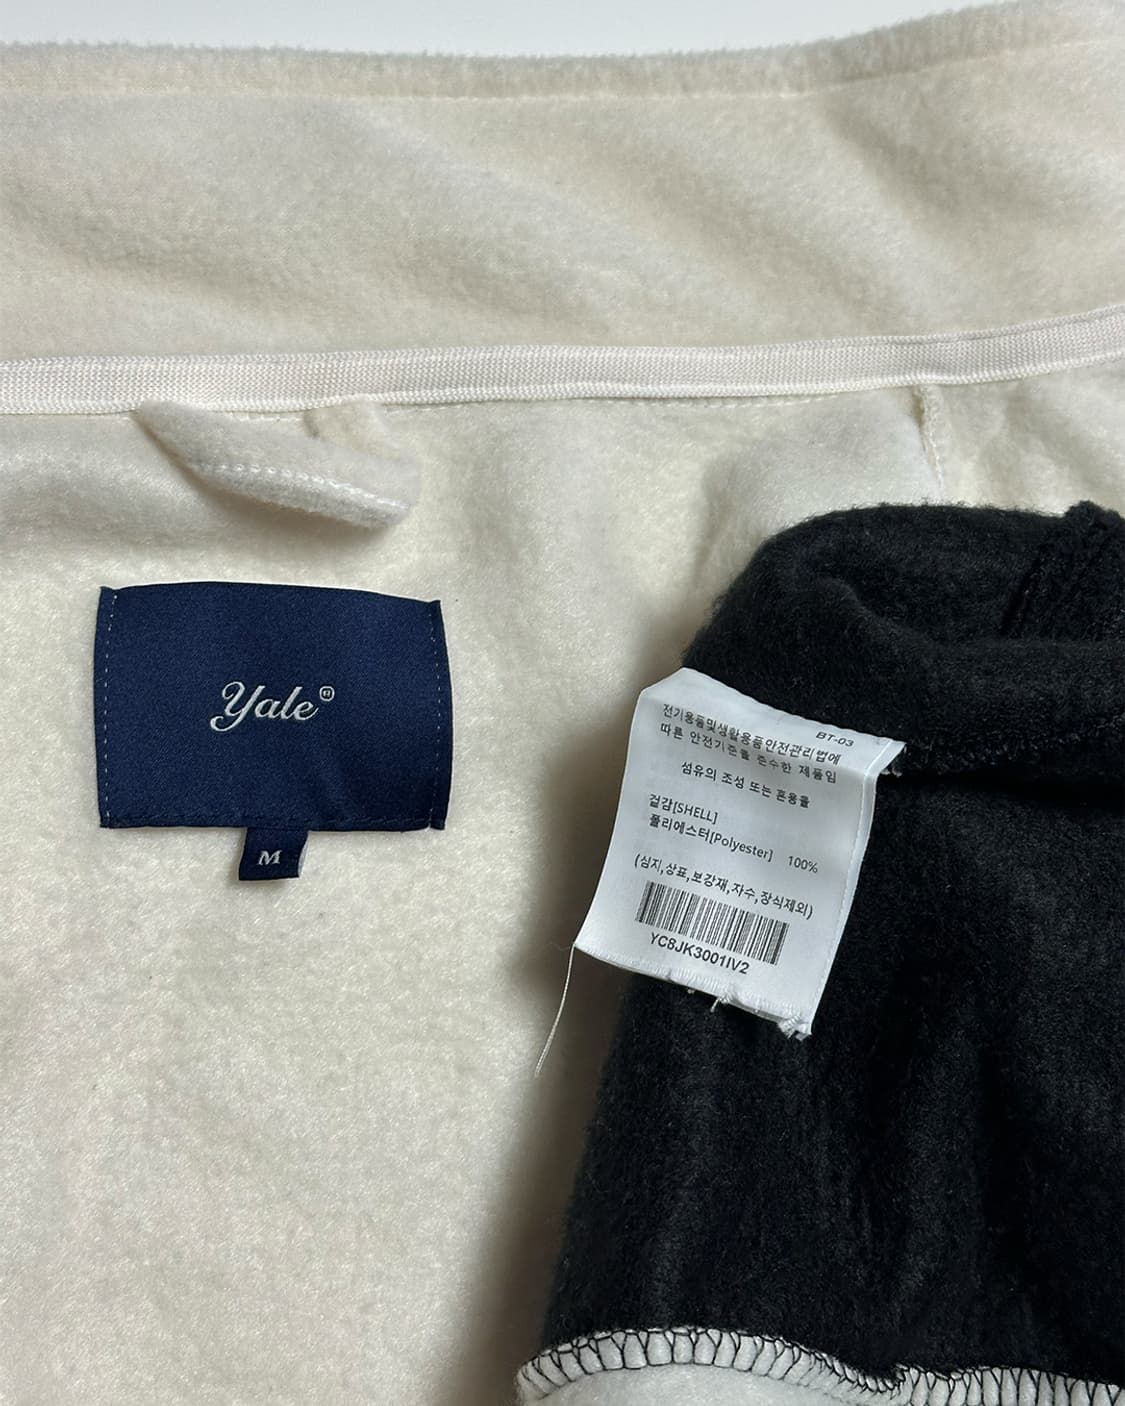 Yale®
M
BT-03
전기용품및생활용품안전관리법에
따른 안전기준을 준수한 제품임
섬유의 조성 또는 혼용율
겉감[SHELL]
폴리에스터[Polyester] 100%
(심지,상표,보강재,자수,장식제외)
YC8JK3001IV2